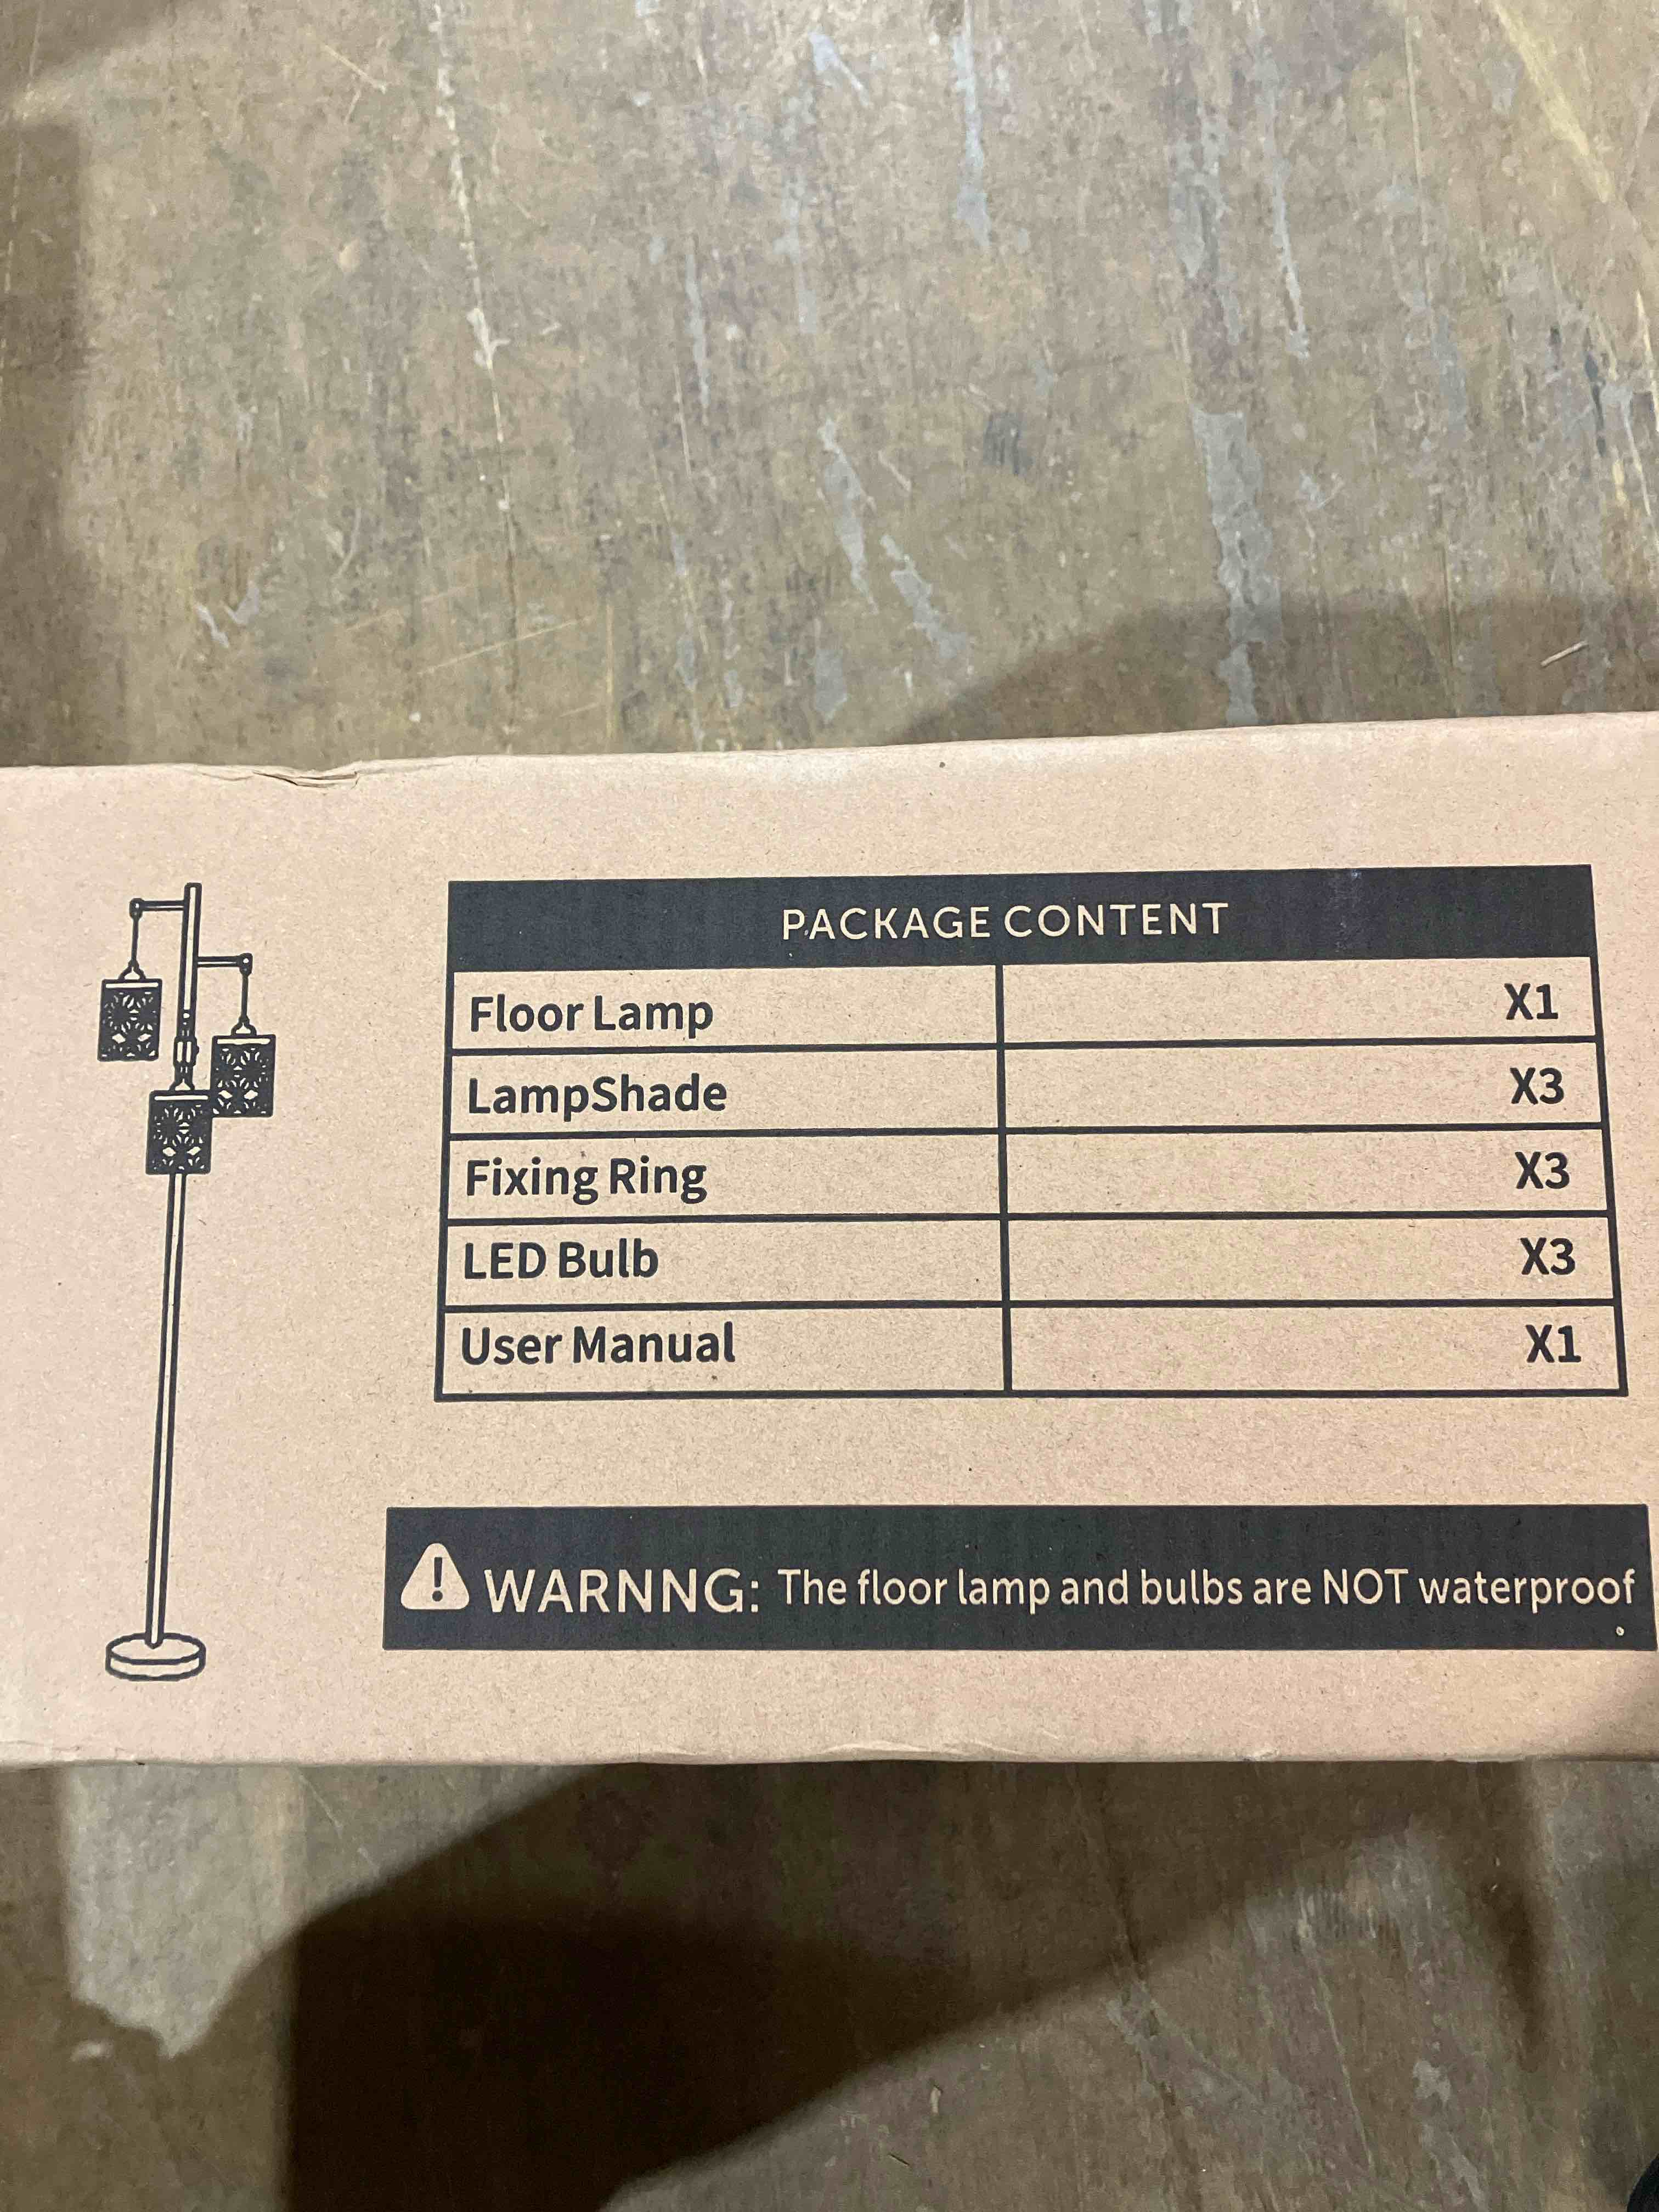 PACKAGE CONTENT
Floor Lamp X1
LampShade X3
Fixing Ring X3
LED Bulb X3
User Manual X1
WARNNG: The floor lamp and bulbs are NOT waterproof